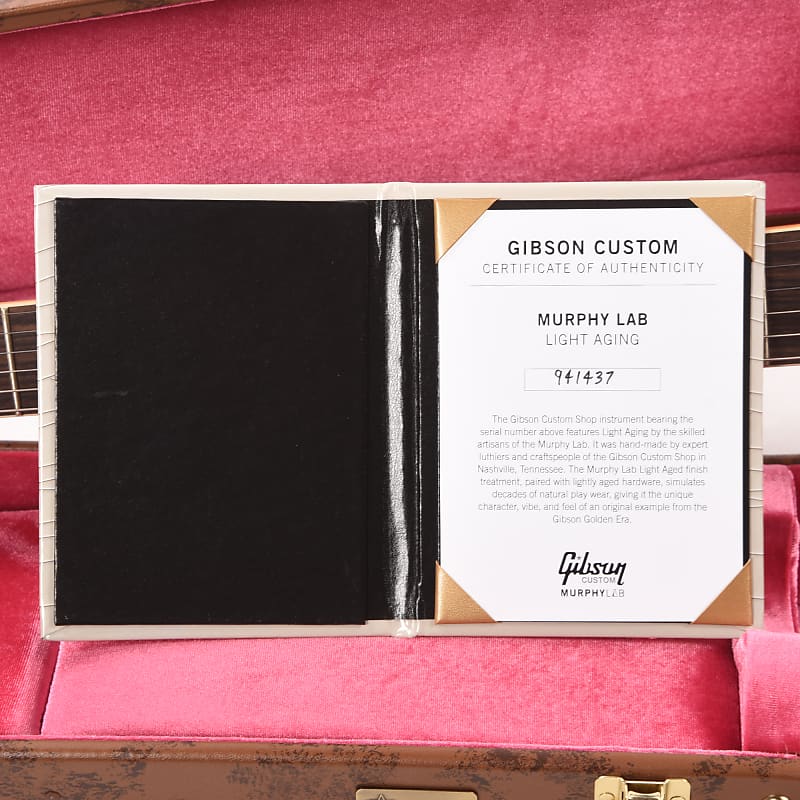 GIBSON CUSTOM
CERTIFICATE OF AUTHENTICITY
MURPHY LAB
LIGHT AGING
941437
The Gibson Custom Shop instrument bearing the
serial number above features Light Aging by the skilled
artisans of the Murphy Lab. It was hand-made by expert
luthiers and craftspeople of the Gibson Custom Shop in
Nashville, Tennessee. The Murphy Lab Light Aged finish
treatment, paired with lightly aged hardware, simulates
decades of natural play wear, giving it the unique
character, vibe, and feel of an original example from the
Gibson Golden Era.
Gibson
CUSTOM
MURPHY LAB